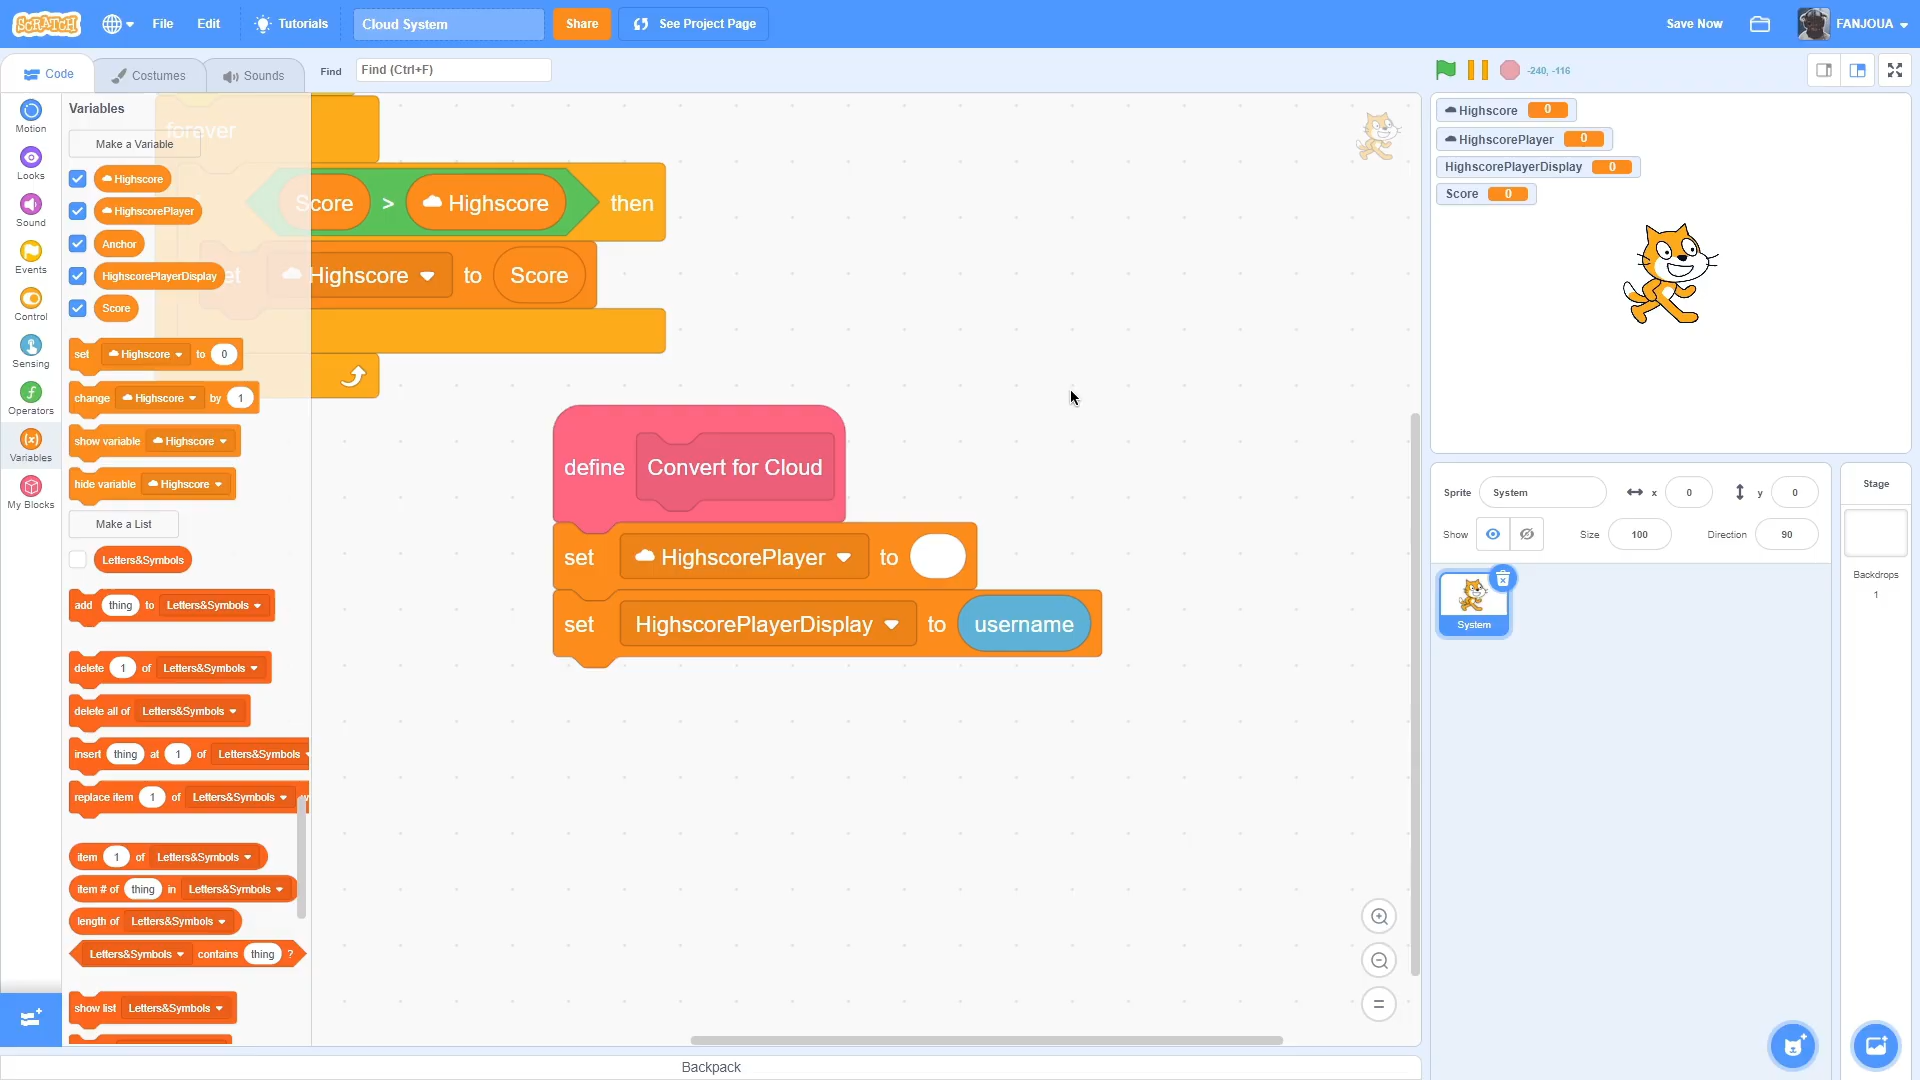 SCRATCH
File
Edit
Tutorials
Cloud System
Share
See Project Page
Save Now
FANJOUA
Code
Costumes
Sounds
Find
Find (Ctrl+F)
-240, -116
Motion
Looks
Sound
Events
Control
Sensing
Operators
Variables
My Blocks
Variables
Make a Variable
Highscore
HighscorePlayer
Anchor
HighscorePlayerDisplay
Score
set Highscore to 0
change Highscore by 1
show variable Highscore
hide variable Highscore
Make a List
Letters&Symbols
add thing to Letters&Symbols
delete 1 of Letters&Symbols
delete all of Letters&Symbols
insert thing at 1 of Letters&Symbols
replace item 1 of Letters&Symbols
item 1 of Letters&Symbols
item # of thing in Letters&Symbols
length of Letters&Symbols
Letters&Symbols contains thing ?
show list Letters&Symbols
forever
Score > Highscore then
Highscore to Score
define Convert for Cloud
set HighscorePlayer to
set HighscorePlayerDisplay to username
Highscore 0
HighscorePlayer 0
HighscorePlayerDisplay 0
Score 0
Sprite System x 0 y 0
Show Size 100 Direction 90
System
Stage
Backdrops
1
Backpack